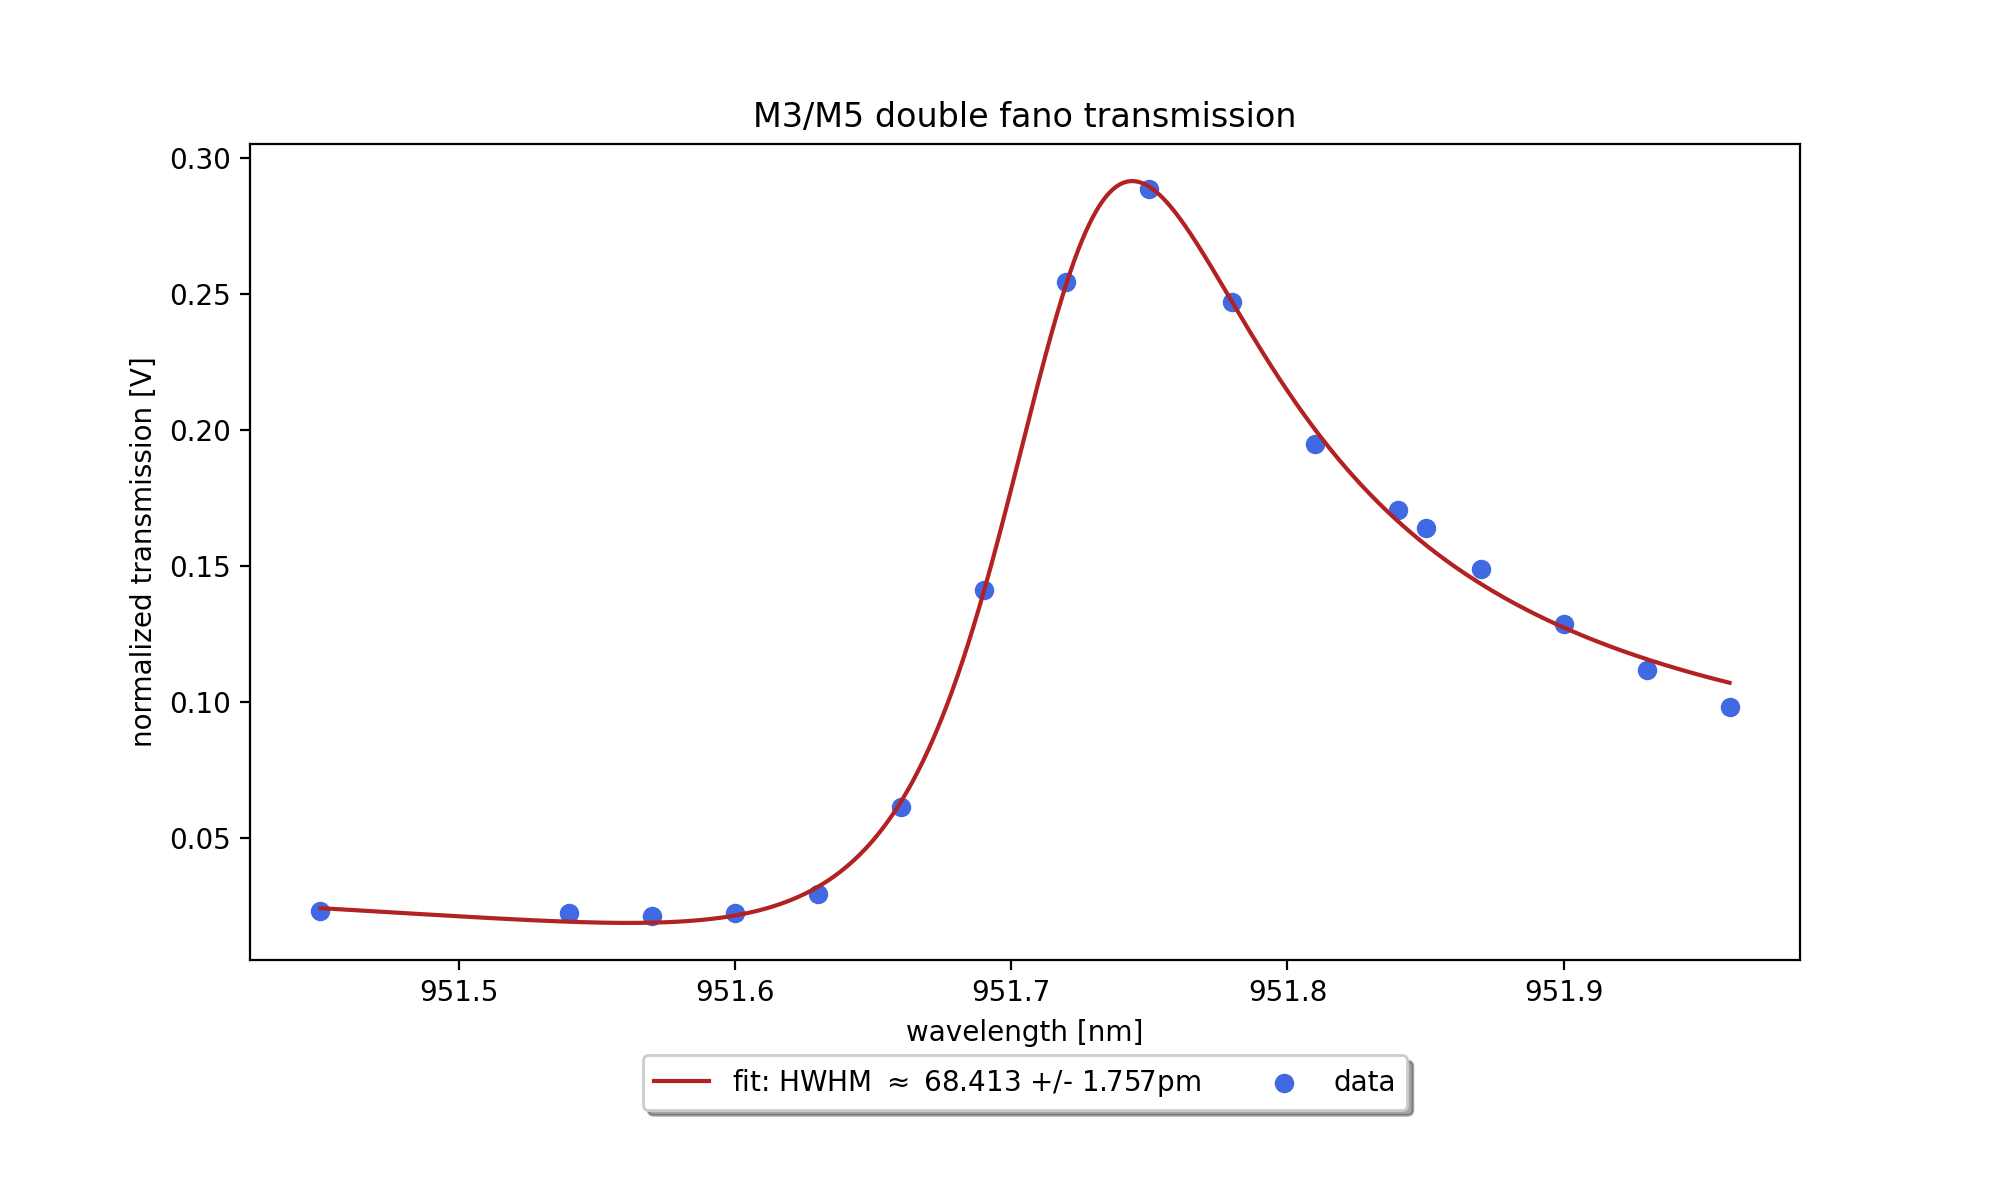 M3/M5 double fano transmission
normalized transmission [V]
0.30
0.25
0.20
0.15
0.10
0.05
951.5 951.6 951.7 951.8 951.9
wavelength [nm]
fit: HWHM ≈ 68.413 +/- 1.757pm data